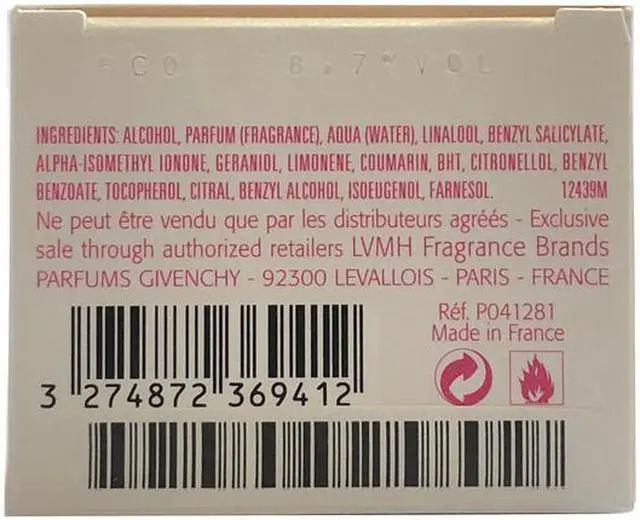 8,7%VOL
INGREDIENTS: ALCOHOL, PARFUM (FRAGRANCE), AQUA (WATER), LINALOOL, BENZYL SALICYLATE,
ALPHA-ISOMETHYL IONONE, GERANIOL, LIMONENE, COUMARIN, BHT, CITRONELLOL, BENZYL
BENZOATE, TOCOPHEROL, CITRAL, BENZYL ALCOHOL, ISOEUGENOL, FARNESOL. 12439M
Ne peut être vendu que par les distributeurs agréés - Exclusive
sale through authorized retailers LVMH Fragrance Brands
PARFUMS GIVENCHY - 92300 LEVALLOIS - PARIS - FRANCE
Réf. P041281
Made in France
3 274872 369412